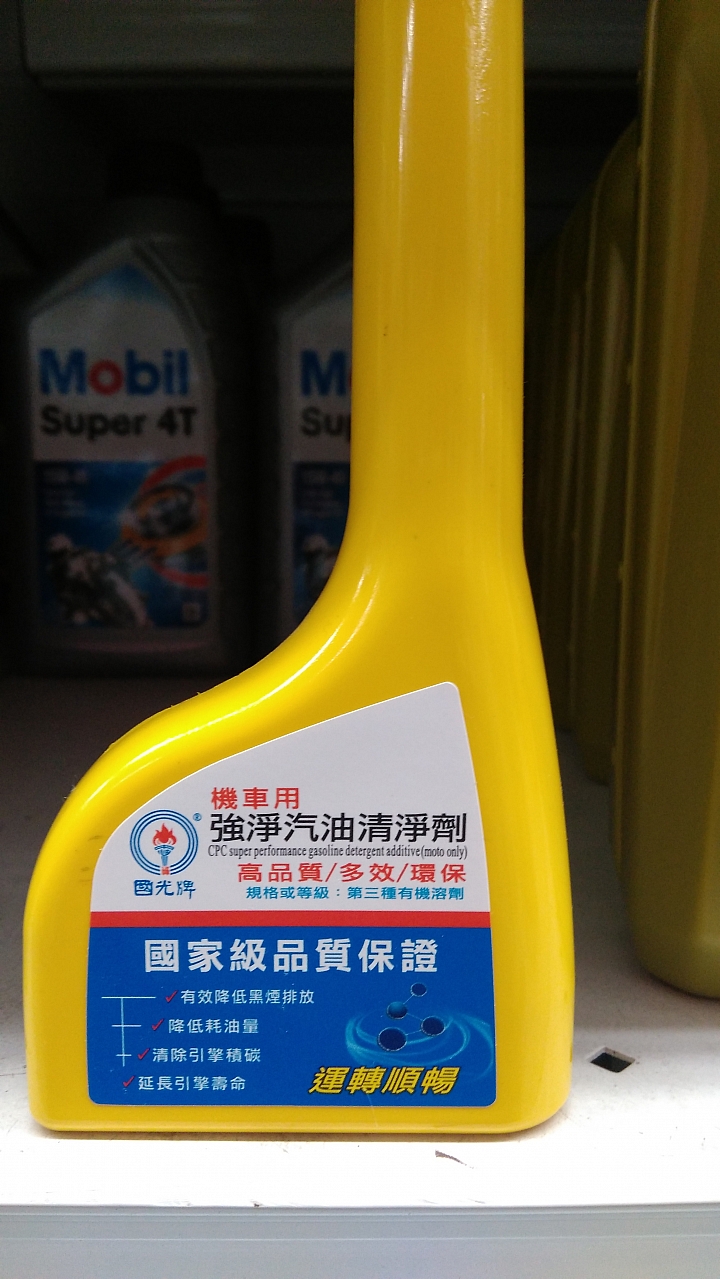 Mobil
Super 4T
M
Su
機車用
強淨汽油清淨劑
®
CPC super performance gasoline detergent additive(moto only)
高品質/多效/環保
國光牌
規格或等級：第三種有機溶劑
國家級品質保證
✓有效降低黑煙排放
✓降低耗油量
✓清除引擎積碳
✓延長引擎壽命
運轉順暢